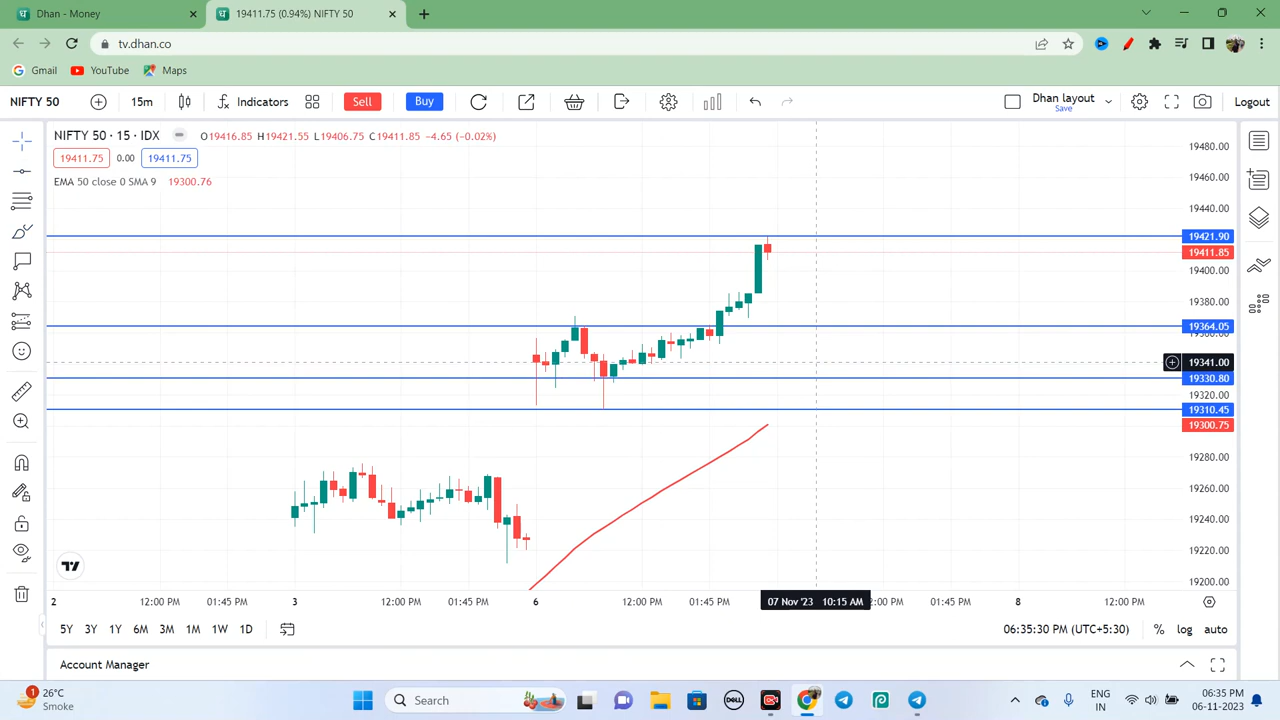 Dhan - Money
19411.75 (0.94%) NIFTY 50
tv.dhan.co
Gmail
YouTube
Maps
NIFTY 50
15m
Indicators
Sell
Buy
Dhan layout
Save
Logout
NIFTY 50 · 15 · IDX
O19416.85 H19421.55 L19406.75 C19411.85 −4.65 (−0.02%)
19411.75 0.00 19411.75
EMA 50 close 0 SMA 9 19300.76
19480.00
19460.00
19440.00
19421.90
19411.85
19400.00
19380.00
19364.05
19341.00
19330.80
19320.00
19310.45
19300.75
19280.00
19260.00
19240.00
19220.00
19200.00
2 12:00 PM 01:45 PM 3 12:00 PM 01:45 PM 6 12:00 PM 01:45 PM 07 Nov '23 10:15 AM 2:00 PM 01:45 PM 8 12:00 PM
5Y 3Y 1Y 6M 3M 1M 1W 1D
06:35:30 PM (UTC+5:30) % log auto
Account Manager
1
26°C
Smoke
Search
DELL
ENG
IN
06:35 PM
06-11-2023